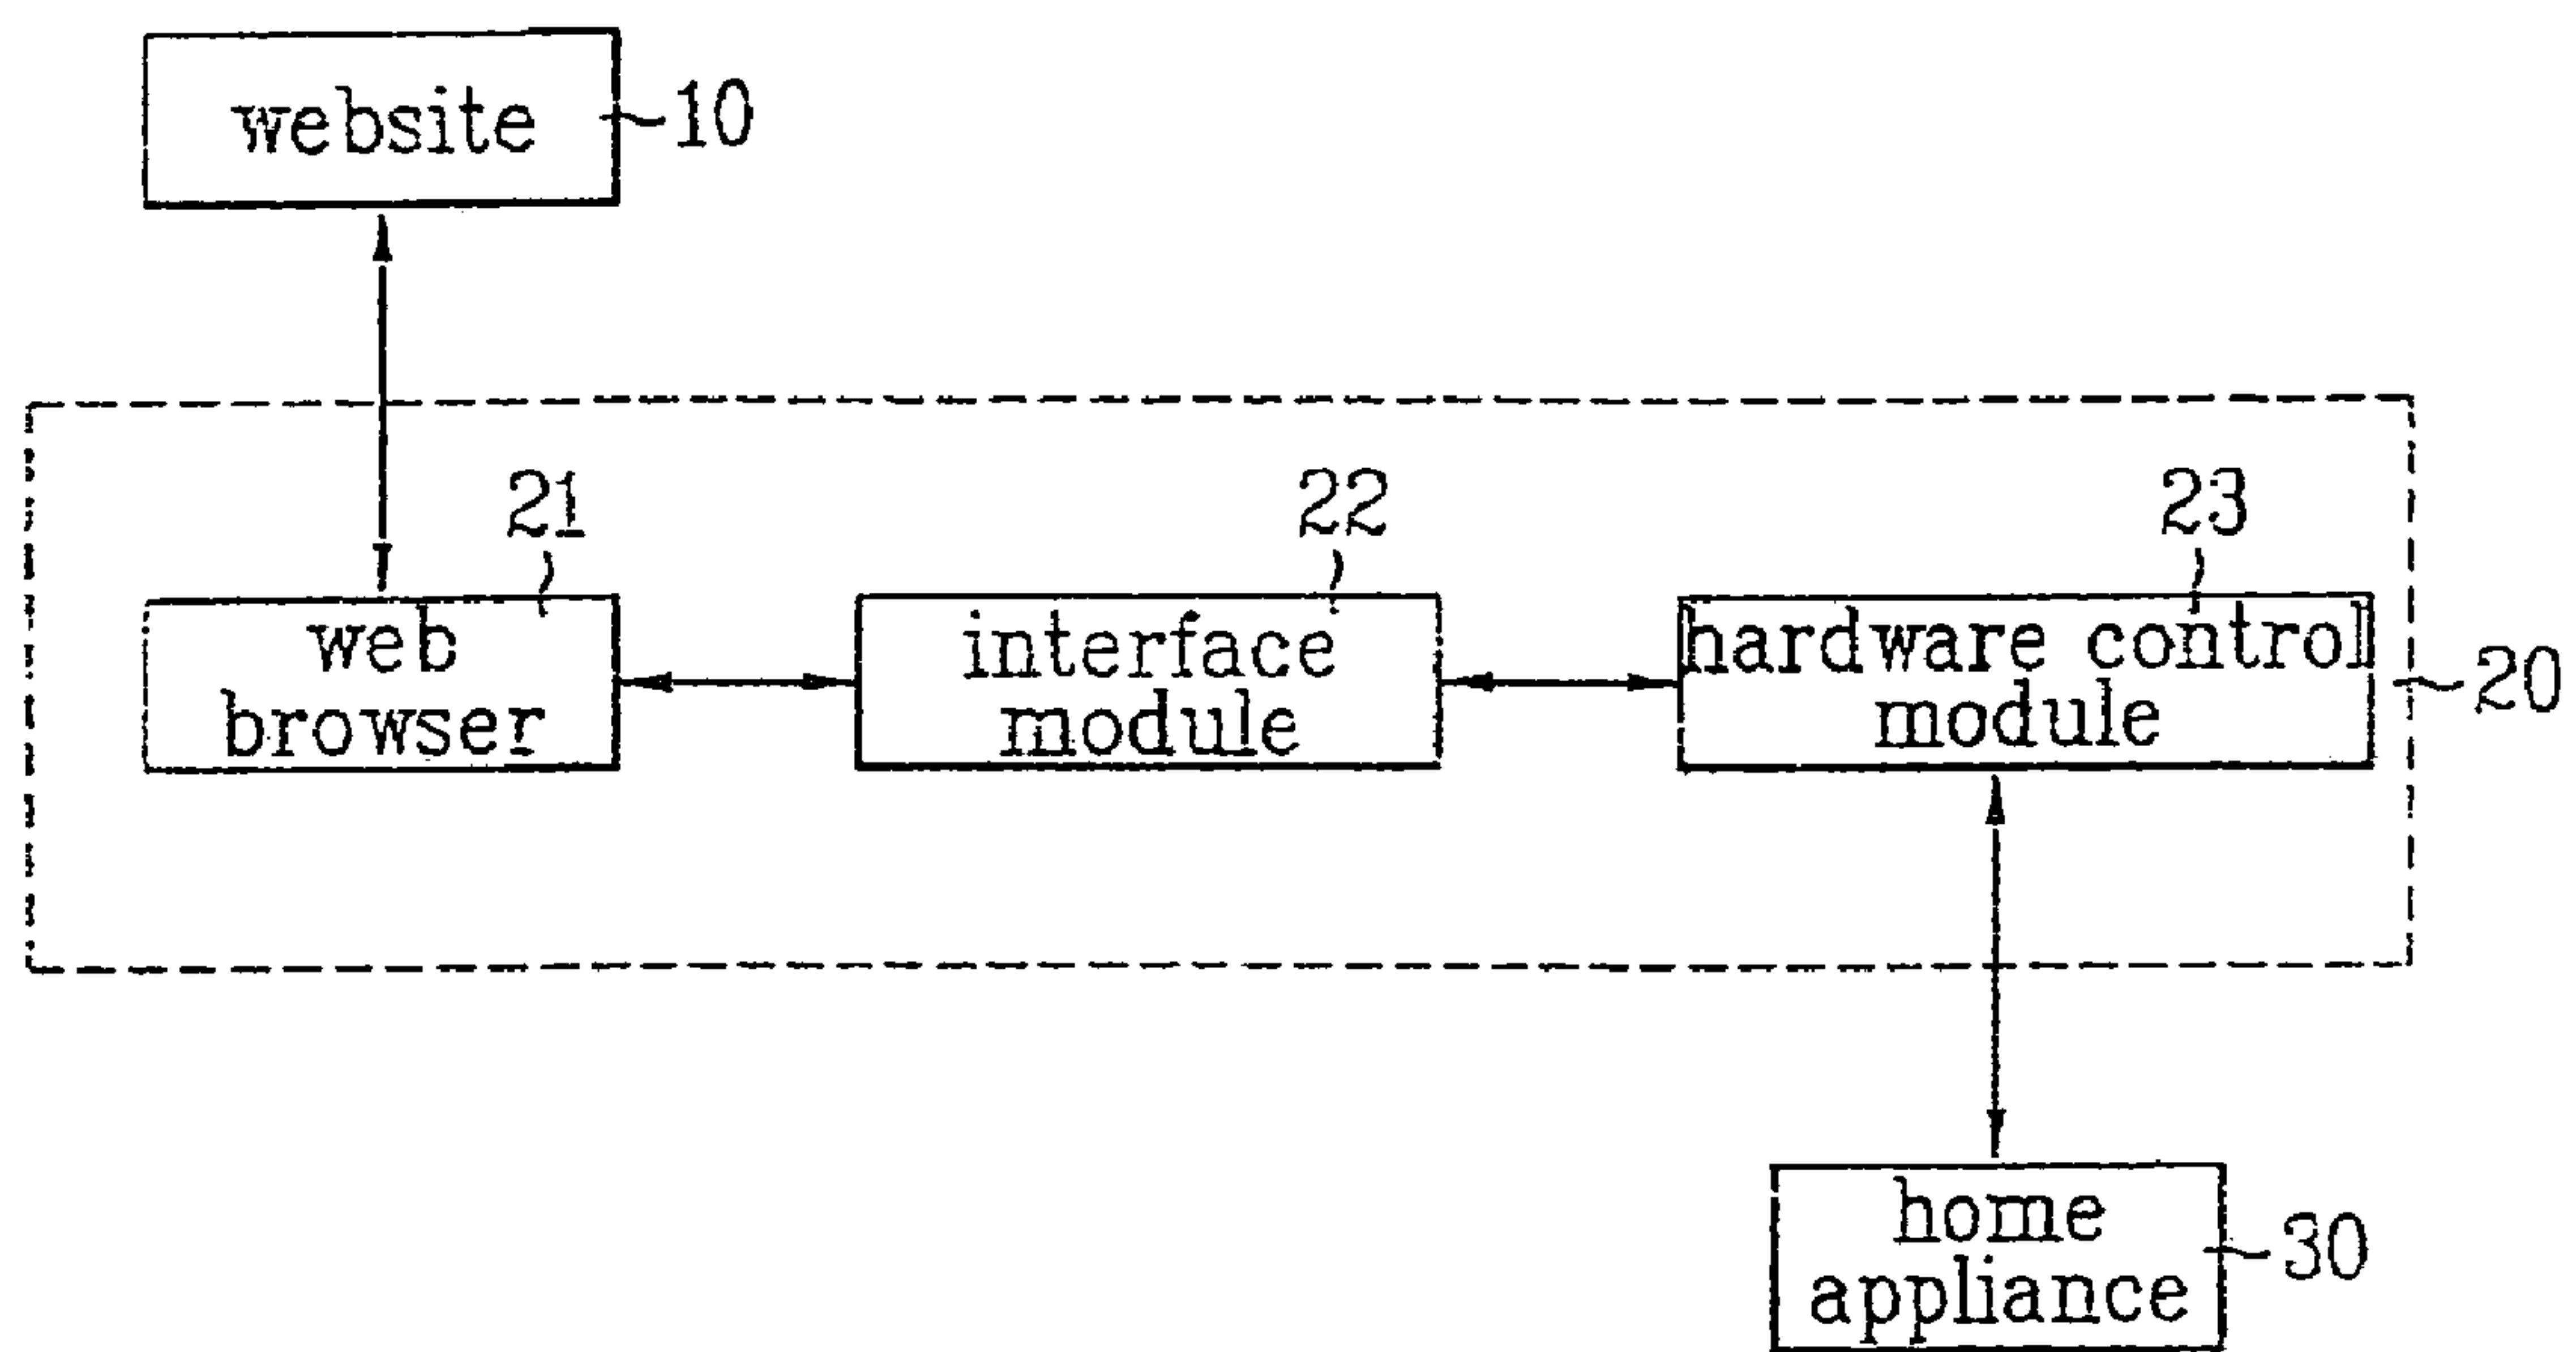 website
10
21
22
23
web
browser
interface
module
hardware control
module
20
home
appliance
30